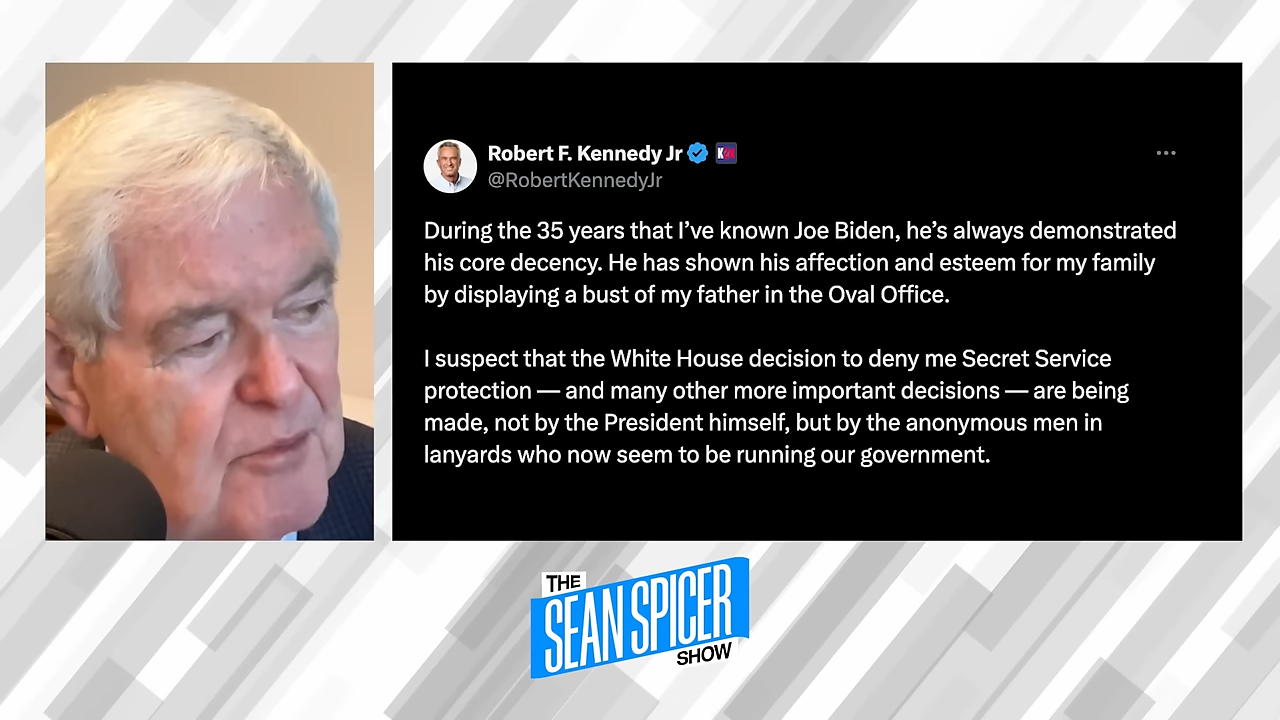 Robert F. Kennedy Jr
@RobertKennedyJr
During the 35 years that I’ve known Joe Biden, he’s always demonstrated
his core decency. He has shown his affection and esteem for my family
by displaying a bust of my father in the Oval Office.
I suspect that the White House decision to deny me Secret Service
protection — and many other more important decisions — are being
made, not by the President himself, but by the anonymous men in
lanyards who now seem to be running our government.
THE
SEAN SPICER
SHOW